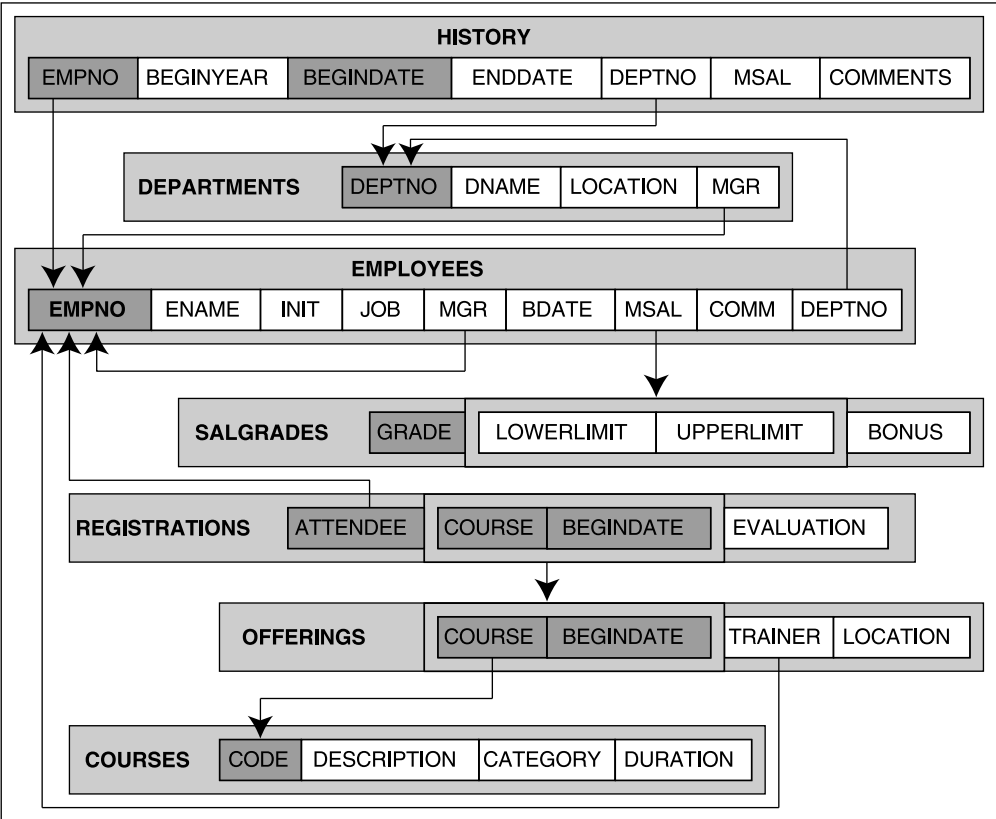 HISTORY
EMPNO BEGINYEAR BEGINDATE ENDDATE DEPTNO MSAL COMMENTS
DEPARTMENTS DEPTNO DNAME LOCATION MGR
EMPLOYEES
EMPNO ENAME INIT JOB MGR BDATE MSAL COMM DEPTNO
SALGRADES GRADE LOWERLIMIT UPPERLIMIT BONUS
REGISTRATIONS ATTENDEE COURSE BEGINDATE EVALUATION
OFFERINGS COURSE BEGINDATE TRAINER LOCATION
COURSES CODE DESCRIPTION CATEGORY DURATION